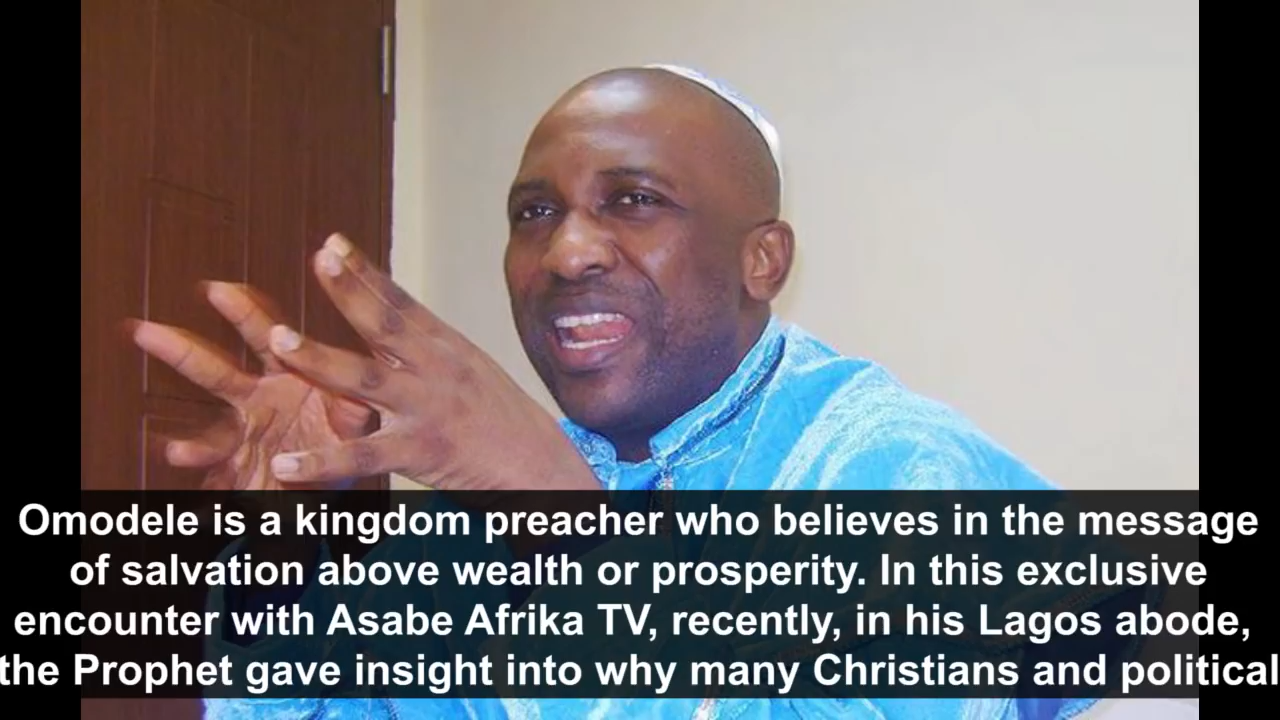 Omodele is a kingdom preacher who believes in the message
of salvation above wealth or prosperity. In this exclusive
encounter with Asabe Afrika TV, recently, in his Lagos abode,
the Prophet gave insight into why many Christians and political